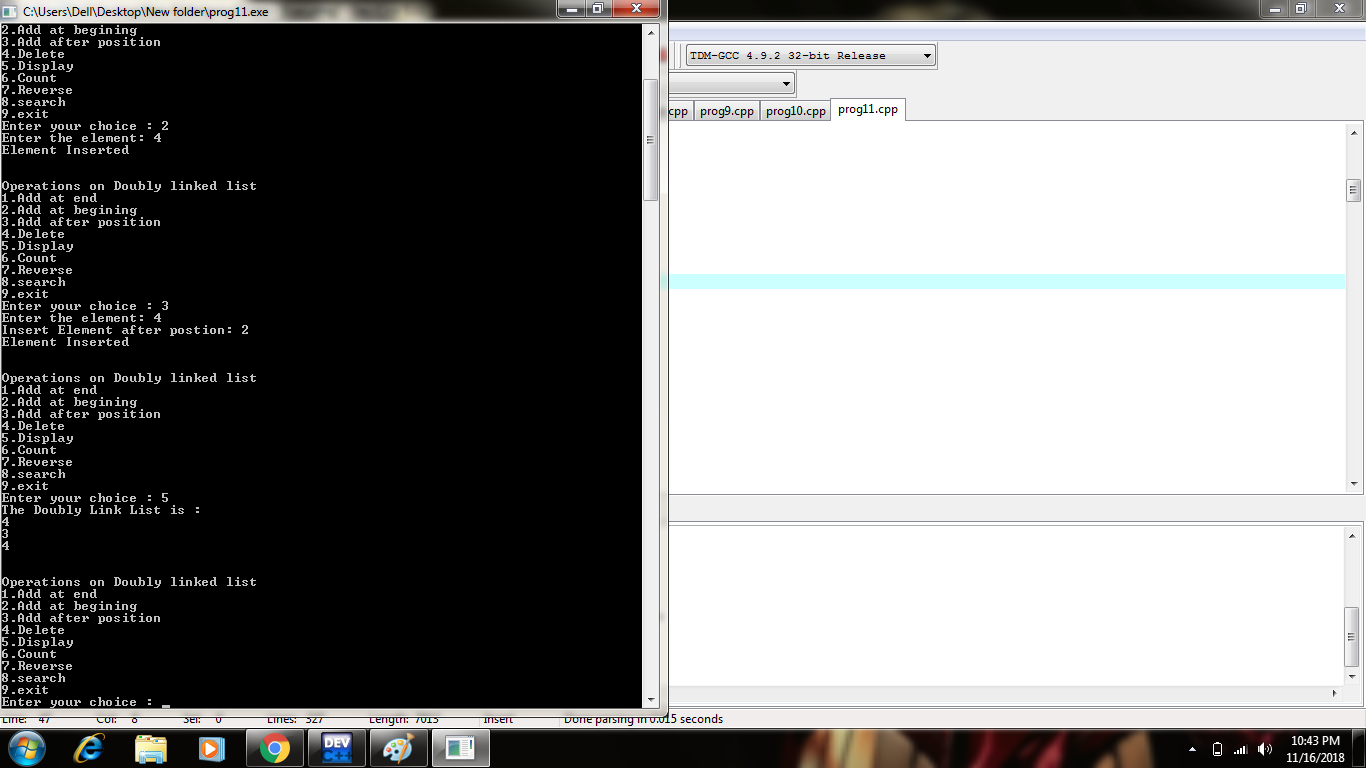 C:\Users\Dell\Desktop\New folder\prog11.exe
2.Add at begining
3.Add after position
4.Delete
5.Display
6.Count
7.Reverse
8.search
9.exit
Enter your choice : 2
Enter the element: 4
Element Inserted
Operations on Doubly linked list
1.Add at end
2.Add at begining
3.Add after position
4.Delete
5.Display
6.Count
7.Reverse
8.search
9.exit
Enter your choice : 3
Enter the element: 4
Insert Element after postion: 2
Element Inserted
Operations on Doubly linked list
1.Add at end
2.Add at begining
3.Add after position
4.Delete
5.Display
6.Count
7.Reverse
8.search
9.exit
Enter your choice : 5
The Doubly Link List is :
4
3
4
Operations on Doubly linked list
1.Add at end
2.Add at begining
3.Add after position
4.Delete
5.Display
6.Count
7.Reverse
8.search
9.exit
Enter your choice : _
TDM-GCC 4.9.2 32-bit Release
cpp prog9.cpp prog10.cpp prog11.cpp
Line: 47 Col: 8 Sel: 0 Lines: 327 Length: 7013 Insert Done parsing in 0.015 seconds
DEV
C++
10:43 PM
11/16/2018